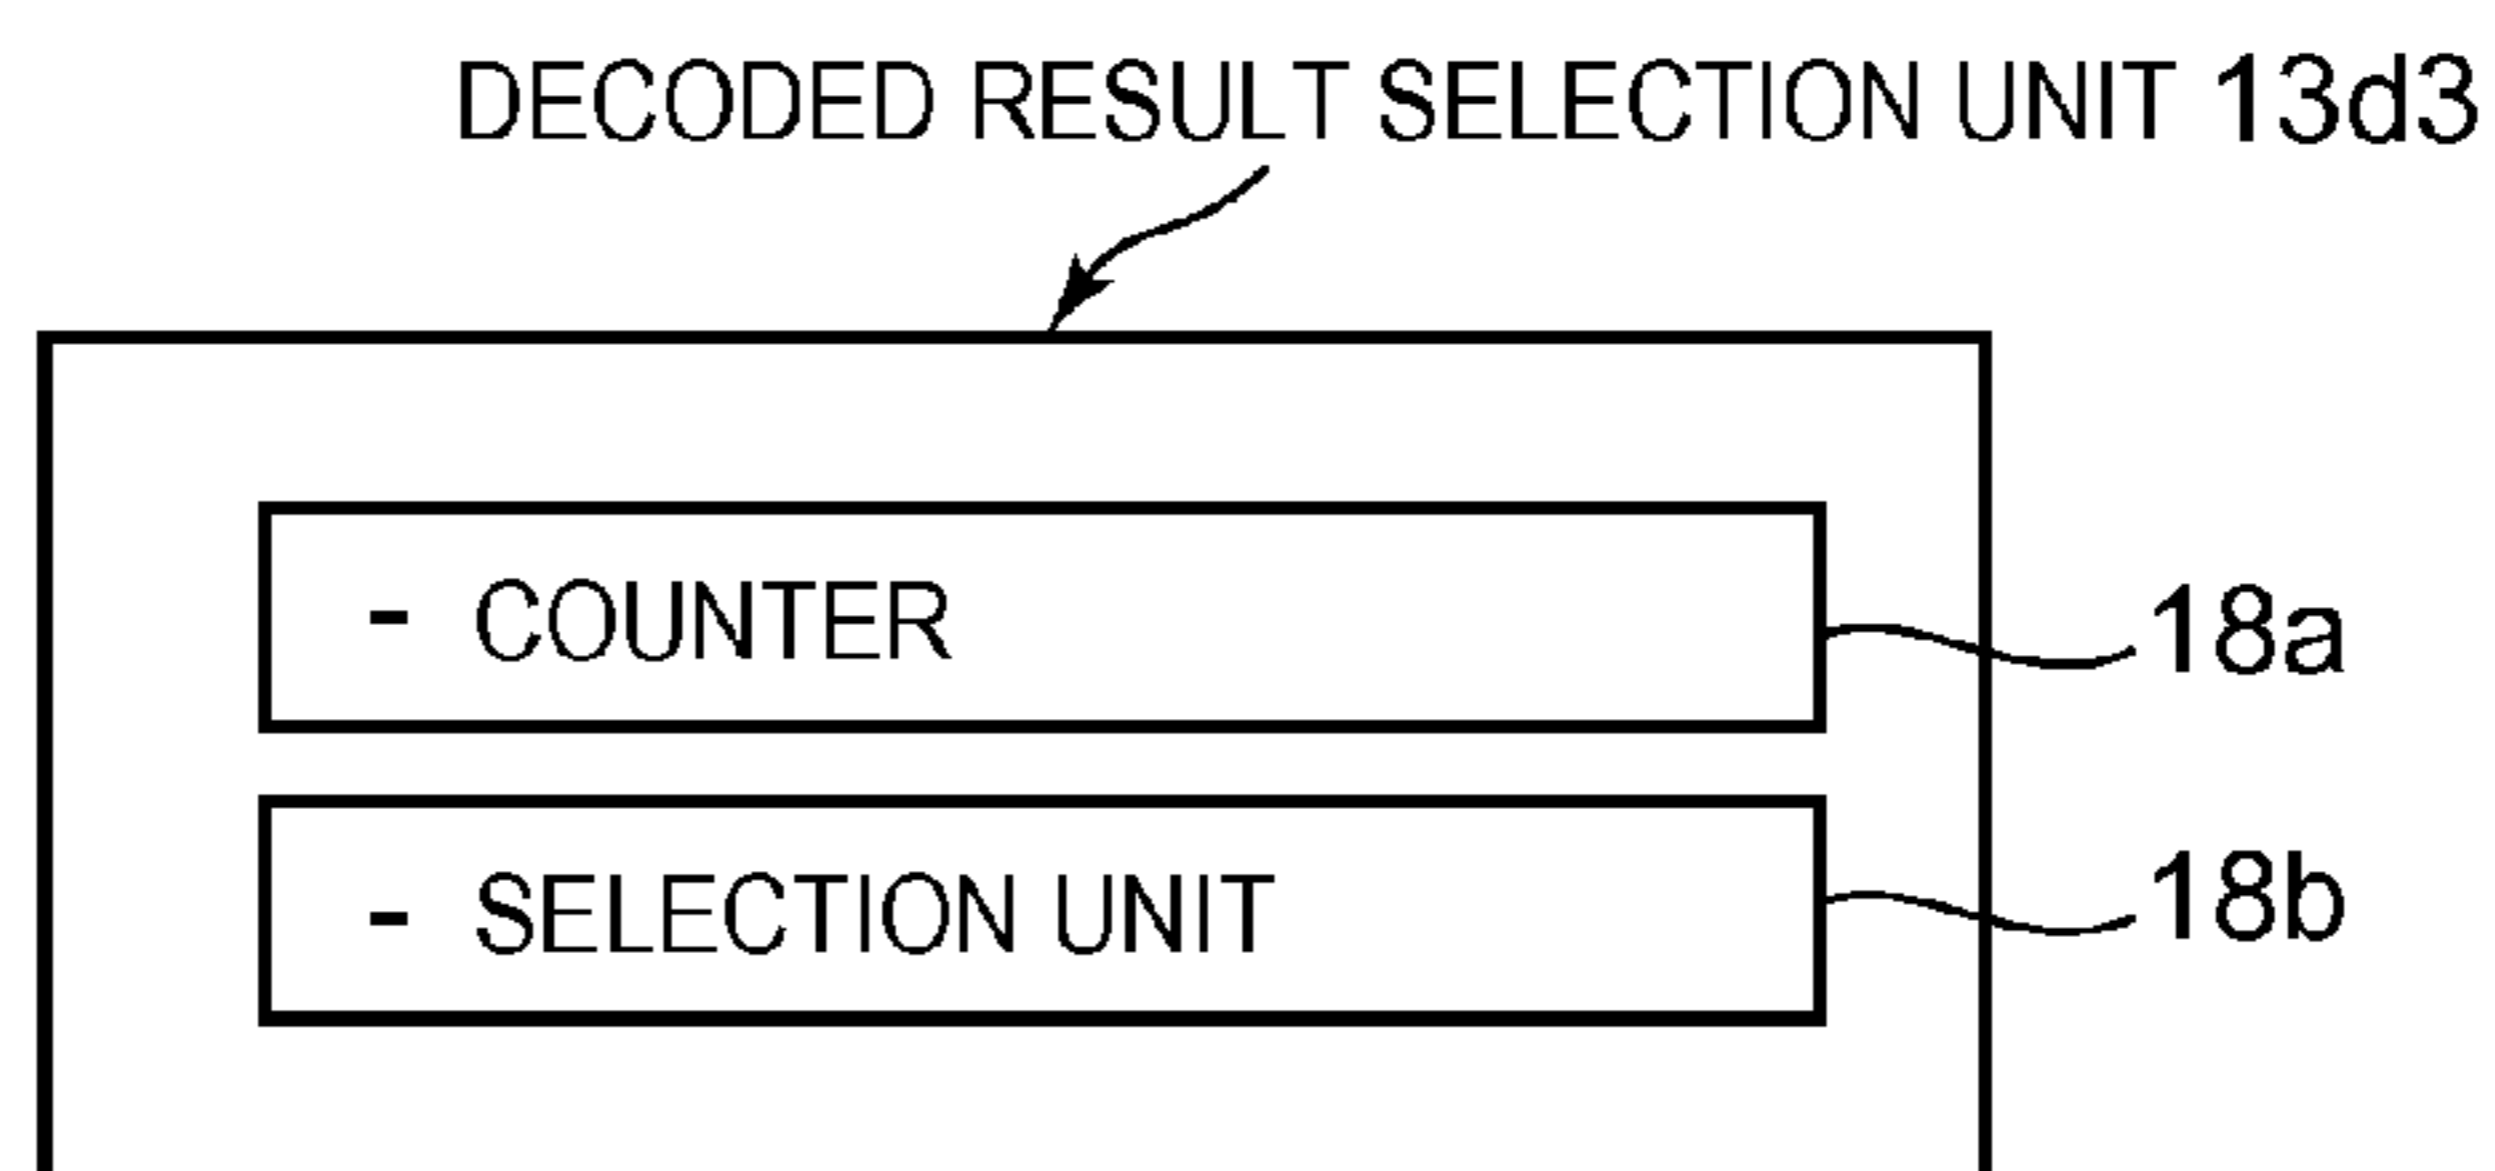 DECODED RESULT SELECTION UNIT 13d3
- COUNTER
18a
- SELECTION UNIT
18b